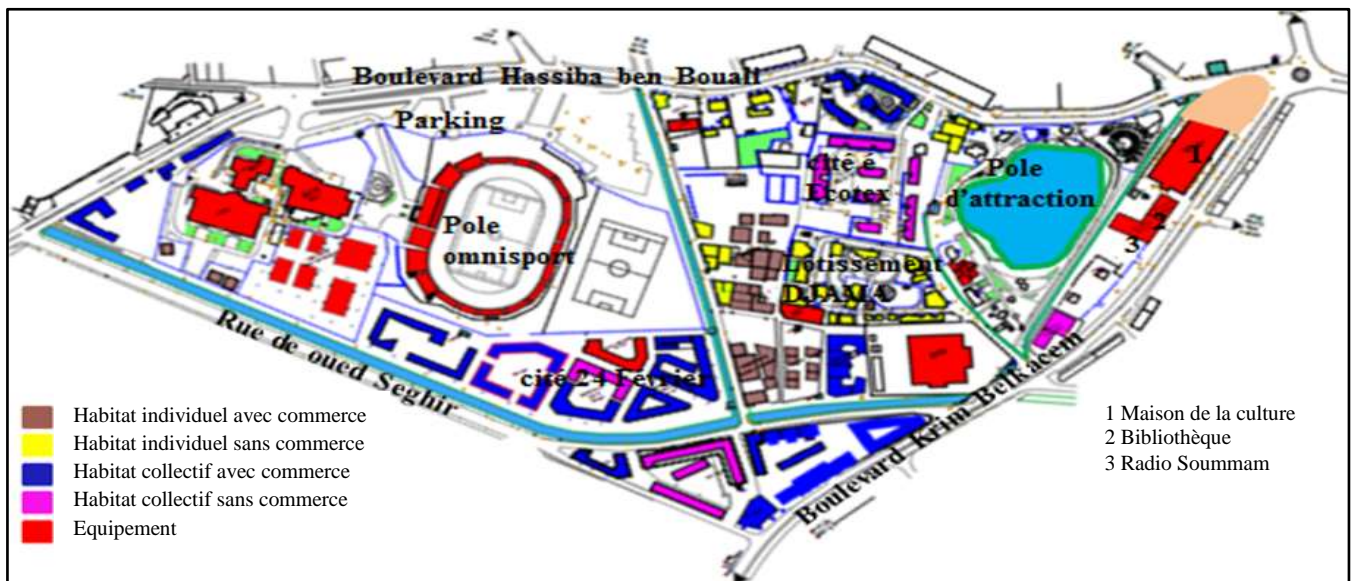 Boulevard Hassiba ben Bouali
Parking
cité é
Ecotex
Pole
d'attraction
1
2
3
Pole
omnisport
Lotissement
DJAMA
Rue de oued Seghir
cité 24 Février
Boulevard Krim Belkacem
Habitat individuel avec commerce
Habitat individuel sans commerce
Habitat collectif avec commerce
Habitat collectif sans commerce
Equipement
1 Maison de la culture
2 Bibliothèque
3 Radio Soummam